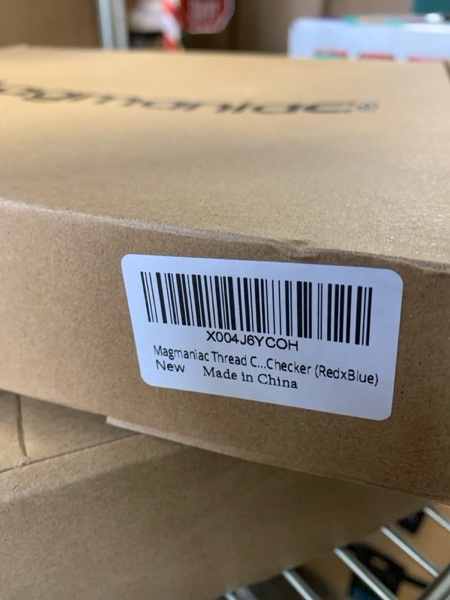 X004J6YCOH
Magmaniac Thread C...Checker (RedxBlue)
New Made in China